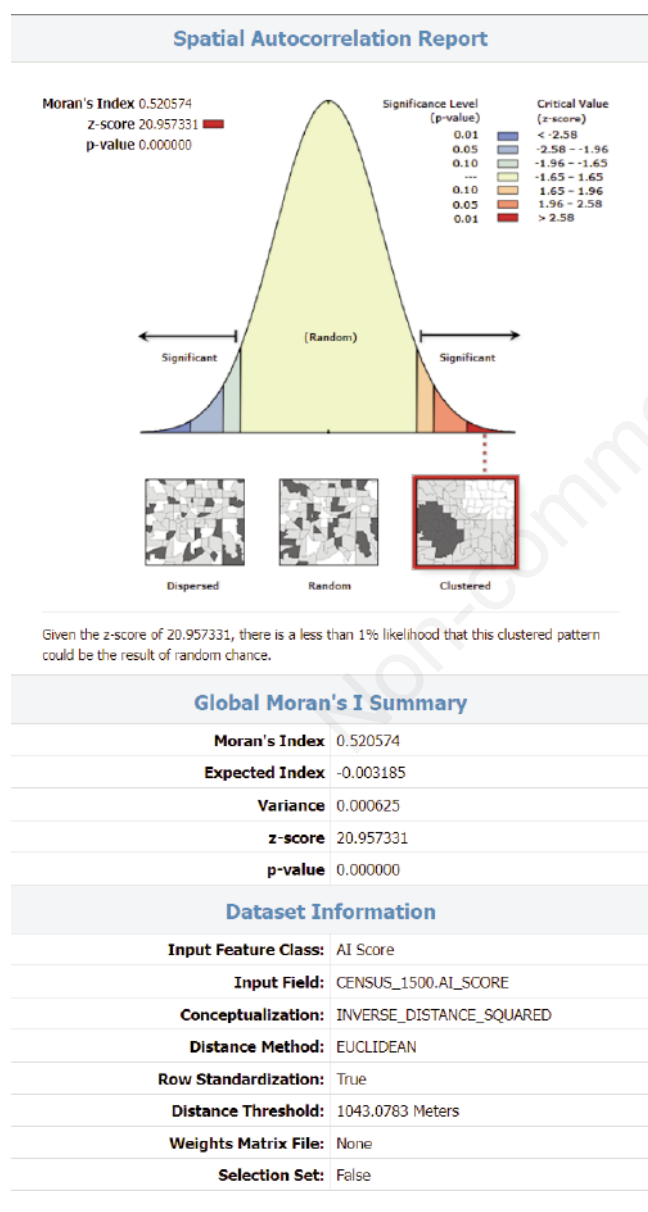 Spatial Autocorrelation Report
Moran's Index 0.520574
z-score 20.957331
p-value 0.000000
Significance Level (p-value)
Critical Value (z-score)
0.01 < -2.58
0.05 -2.58 – -1.96
0.10 -1.96 – -1.65
--- -1.65 – 1.65
0.10 1.65 – 1.96
0.05 1.96 – 2.58
0.01 > 2.58
Significant
(Random)
Significant
Dispersed
Random
Clustered
Given the z-score of 20.957331, there is a less than 1% likelihood that this clustered pattern
could be the result of random chance.
Global Moran's I Summary
Moran's Index 0.520574
Expected Index -0.003185
Variance 0.000625
z-score 20.957331
p-value 0.000000
Dataset Information
Input Feature Class: AI Score
Input Field: CENSUS_1500.AI_SCORE
Conceptualization: INVERSE_DISTANCE_SQUARED
Distance Method: EUCLIDEAN
Row Standardization: True
Distance Threshold: 1043.0783 Meters
Weights Matrix File: None
Selection Set: False